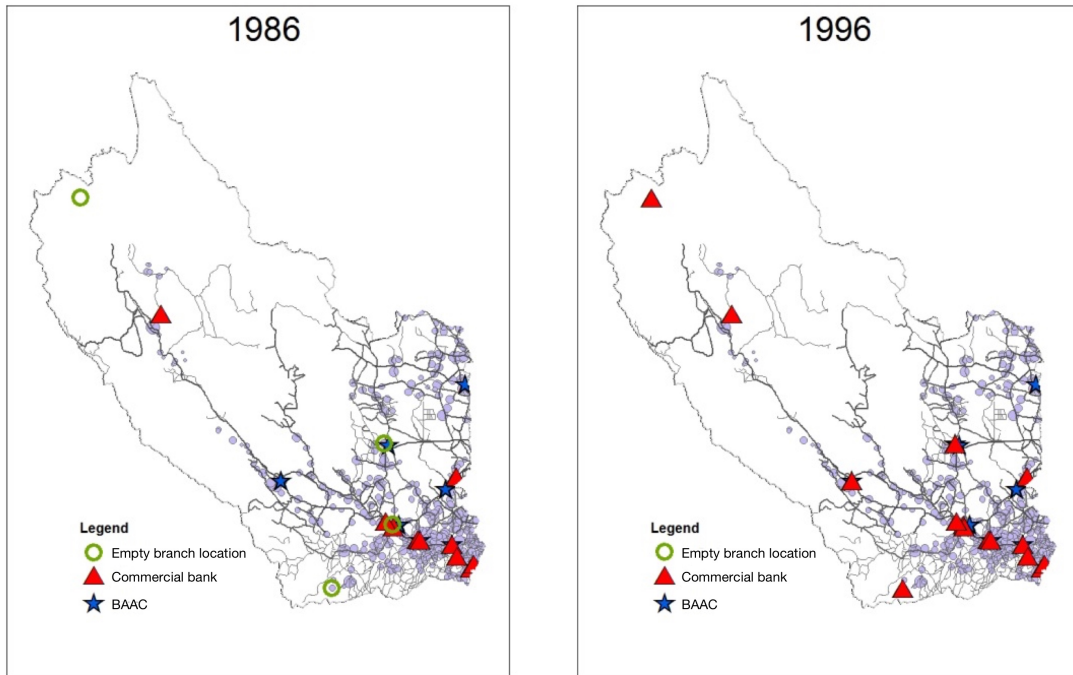 1986
Legend
Empty branch location
Commercial bank
BAAC
1996
Legend
Empty branch location
Commercial bank
BAAC